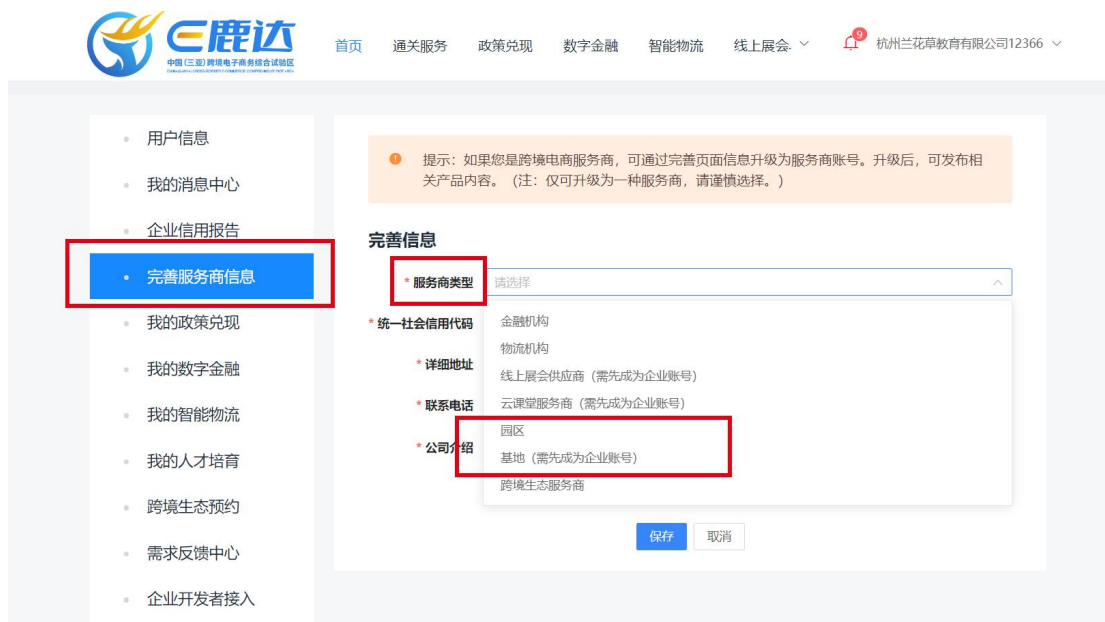 三鹿达
中国(三亚)跨境电子商务综合试验区
首页 通关服务 政策兑现 数字金融 智能物流 线上展会. 9 杭州兰花草教育有限公司12366
用户信息
我的消息中心
企业信用报告
完善服务商信息
我的政策兑现
我的数字金融
我的智能物流
我的人才培育
跨境生态预约
需求反馈中心
企业开发者接入
提示：如果您是跨境电商服务商，可通过完善页面信息升级为服务商账号。升级后，可发布相
关产品内容。（注：仅可升级为一种服务商，请谨慎选择。）
完善信息
* 服务商类型 请选择
* 统一社会信用代码
* 详细地址
* 联系电话
* 公司介绍
金融机构
物流机构
线上展会供应商（需先成为企业账号）
云课堂服务商（需先成为企业账号）
园区
基地（需先成为企业账号）
跨境生态服务商
保存 取消